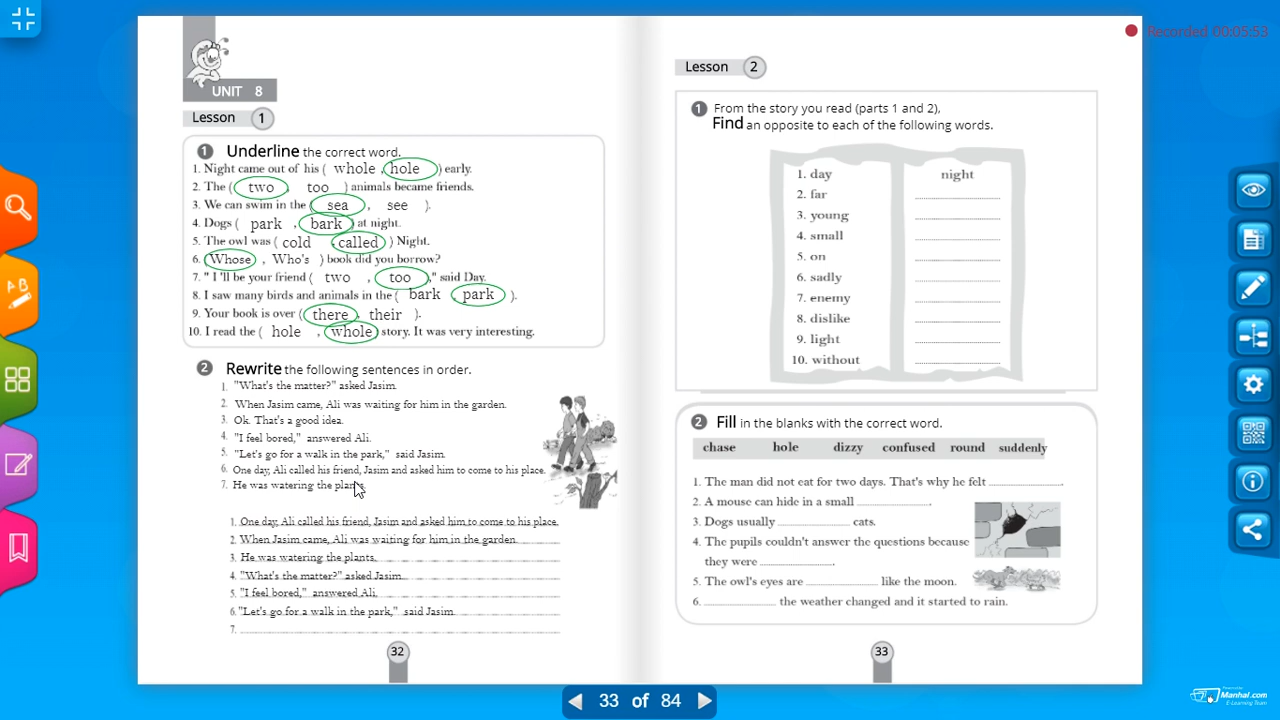 Recorded 00:05:53
UNIT 8
Lesson 1
1 Underline the correct word.
1. Night came out of his ( whole , hole ) early.
2. The ( two , too ) animals became friends.
3. We can swim in the ( sea , see ).
4. Dogs ( park , bark ) at night.
5. The owl was ( cold , called ) Night.
6. ( Whose , Who's ) book did you borrow?
7. " I'll be your friend ( two , too )," said Day.
8. I saw many birds and animals in the ( bark , park ).
9. Your book is over ( there , their ).
10. I read the ( hole , whole ) story. It was very interesting.
2 Rewrite the following sentences in order.
1. "What's the matter?" asked Jasim.
2. When Jasim came, Ali was waiting for him in the garden.
3. Ok. That's a good idea.
4. "I feel bored," answered Ali.
5. "Let's go for a walk in the park," said Jasim.
6. One day, Ali called his friend, Jasim and asked him to come to his place.
7. He was watering the plants.
1. One day, Ali called his friend, Jasim and asked him to come to his place.
2. When Jasim came, Ali was waiting for him in the garden.
3. He was watering the plants.
4. "What's the matter?" asked Jasim.
5. "I feel bored," answered Ali.
6. "Let's go for a walk in the park," said Jasim.
7.
32
Lesson 2
1 From the story you read (parts 1 and 2),
Find an opposite to each of the following words.
1. day night
2. far
3. young
4. small
5. on
6. sadly
7. enemy
8. dislike
9. light
10. without
2 Fill in the blanks with the correct word.
chase hole dizzy confused round suddenly
1. The man did not eat for two days. That's why he felt
2. A mouse can hide in a small
3. Dogs usually cats.
4. The pupils couldn't answer the questions because
they were
5. The owl's eyes are like the moon.
6. the weather changed and it started to rain.
33
33 of 84
Manhal.com
E-Learning Team